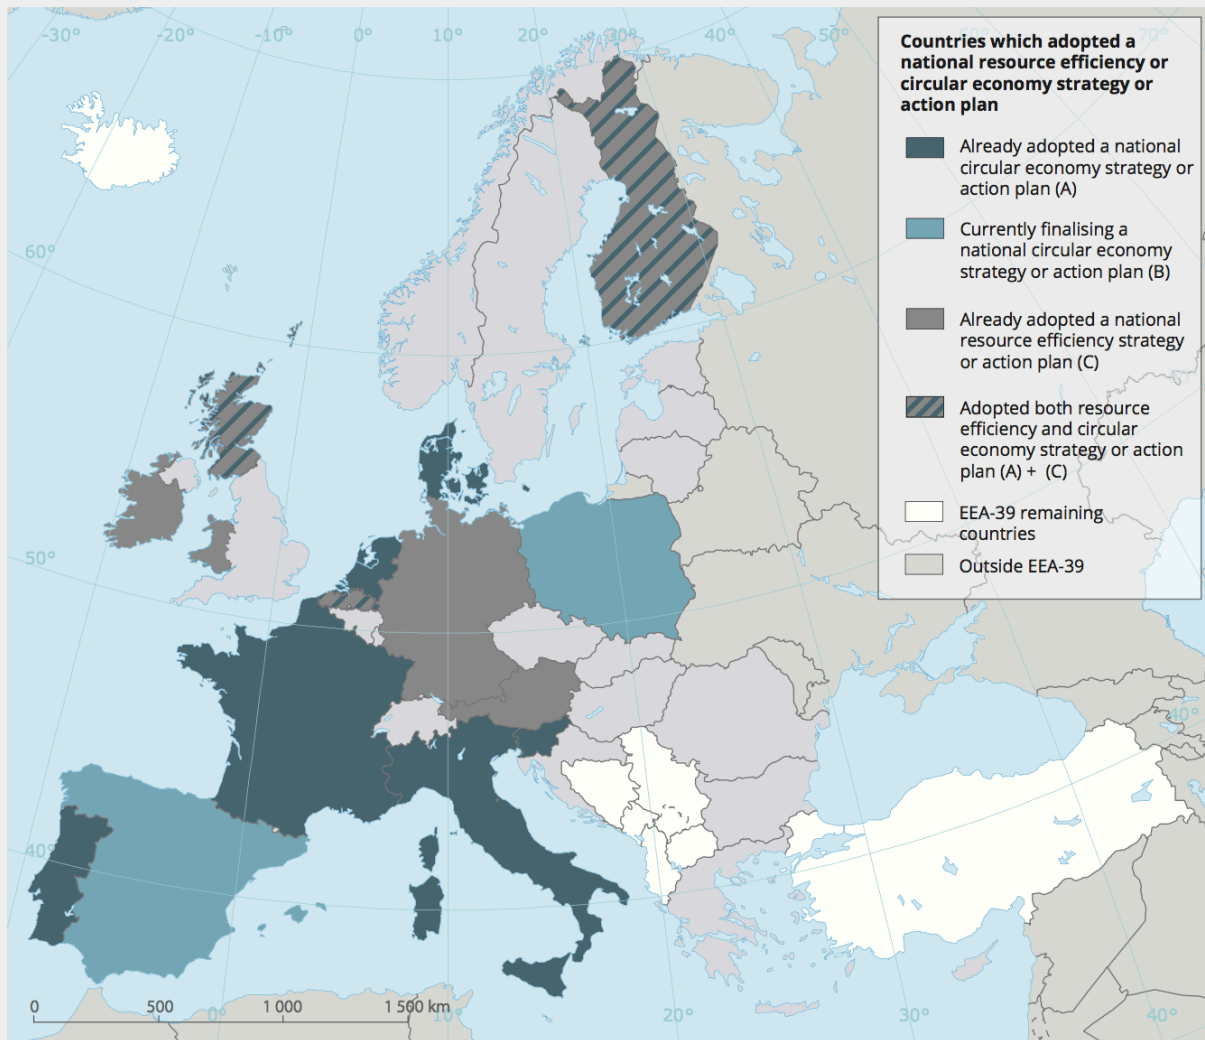 -30°
-20°
-10°
0°
10°
20°
30°
40°
50°
70°
60°
50°
40°
40°
Countries which adopted a
national resource efficiency or
circular economy strategy or
action plan
Already adopted a national
circular economy strategy or
action plan (A)
Currently finalising a
national circular economy
strategy or action plan (B)
Already adopted a national
resource efficiency strategy
or action plan (C)
Adopted both resource
efficiency and circular
economy strategy or action
plan (A) + (C)
EEA-39 remaining
countries
Outside EEA-39
0 500 1 000 1 500 km
0°
10°
20°
30°
40°